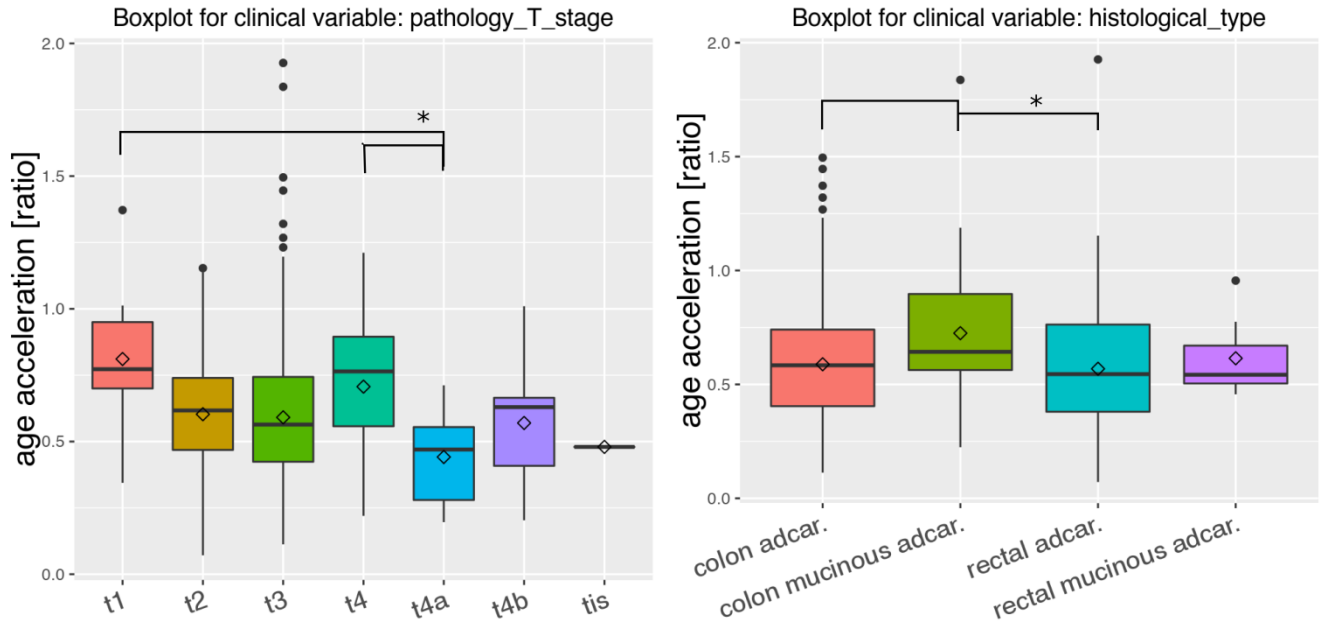 Boxplot for clinical variable: pathology_T_stage
age acceleration [ratio]
2.0
1.5
1.0
0.5
0.0
*
t1
t2
t3
t4
t4a
t4b
tis
Boxplot for clinical variable: histological_type
age acceleration [ratio]
2.0
1.5
1.0
0.5
0.0
*
colon adcar.
colon mucinous adcar.
rectal adcar.
rectal mucinous adcar.